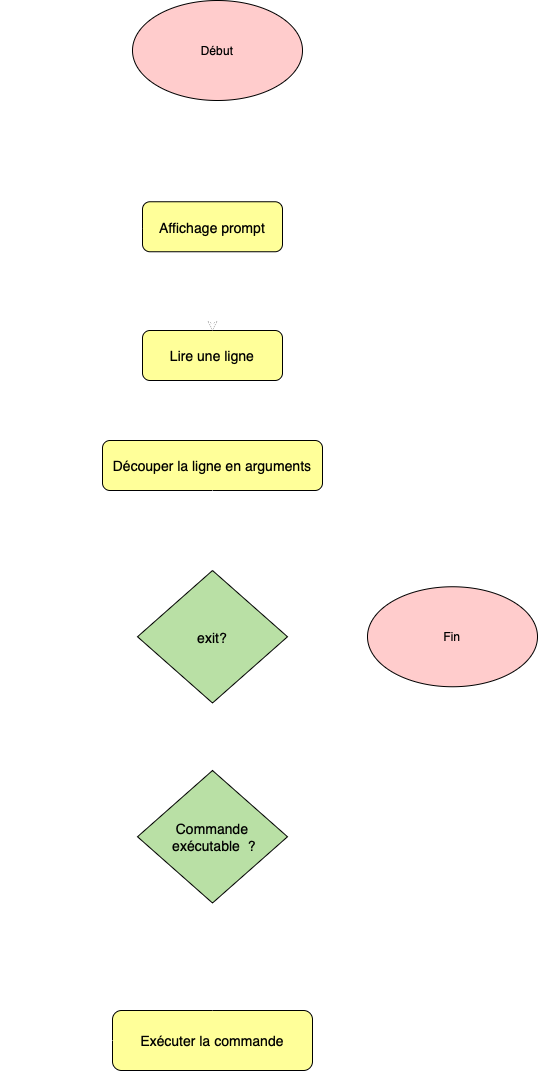 Début
Affichage prompt
Lire une ligne
Découper la ligne en arguments
exit?
Fin
Commande
exécutable ?
Exécuter la commande